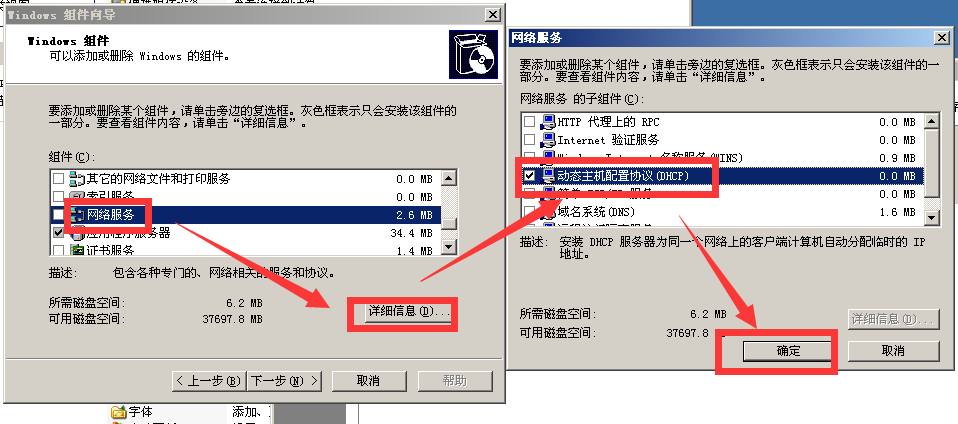 Windows 组件向导
Windows 组件
可以添加或删除 Windows 的组件。
要添加或删除某个组件，请单击旁边的复选框。灰色框表示只会安装该组件的
一部分。要查看组件内容，请单击“详细信息”。
组件(C):
其它的网络文件和打印服务 0.0 MB
索引服务 0.0 MB
网络服务 2.6 MB
应用程序服务器 34.4 MB
证书服务 1.4 MB
描述: 包含各种专门的、网络相关的服务和协议。
所需磁盘空间: 6.2 MB
可用磁盘空间: 37697.8 MB
详细信息(D)...
< 上一步(B)
下一步(N) >
取消
帮助
网络服务
要添加或删除某个组件，请单击旁边的复选框。灰色框表示只会安装该组件的一
部分。要查看组件内容，请单击“详细信息”。
网络服务 的子组件(C):
HTTP 代理上的 RPC 0.0 MB
Internet 验证服务 0.0 MB
Windows Internet 名称服务(WINS) 0.9 MB
动态主机配置协议(DHCP) 0.0 MB
简单 TCP/IP 服务 0.0 MB
域名系统(DNS) 1.6 MB
描述: 安装 DHCP 服务器为同一个网络上的客户端计算机自动分配临时的 IP
地址。
所需磁盘空间: 6.2 MB
可用磁盘空间: 37697.8
详细信息(D)...
确定
取消
字体
添加、